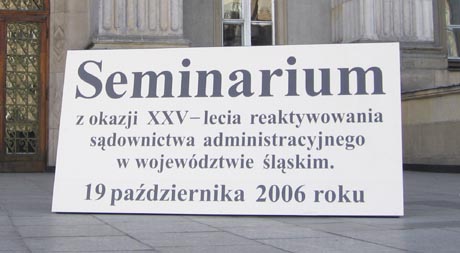 Seminarium
z okazji XXV-lecia reaktywowania
sądownictwa administracyjnego
w województwie śląskim.
19 października 2006 roku